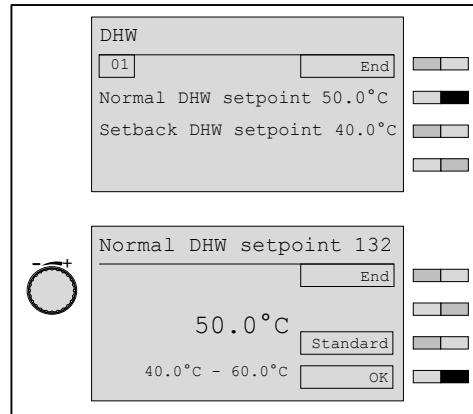 DHW
01 End
Normal DHW setpoint 50.0°C
Setback DHW setpoint 40.0°C
Normal DHW setpoint 132
- +
End
50.0°C
Standard
40.0°C - 60.0°C OK